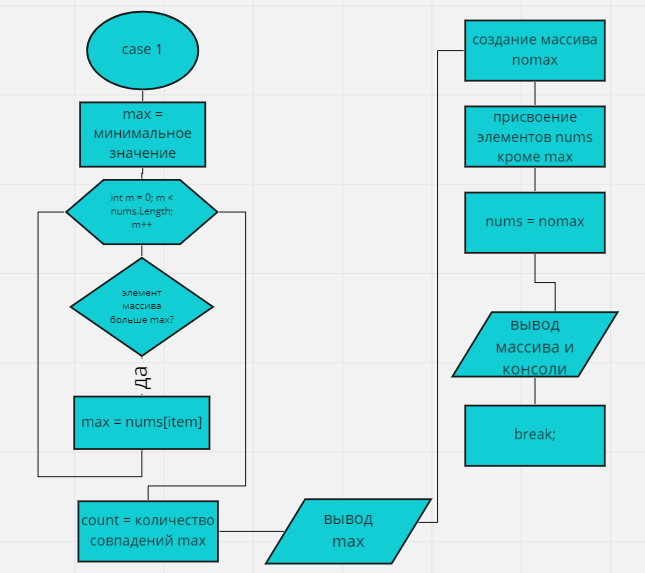 case 1
max =
минимальное
значение
int m = 0; m <
nums.Length;
m++
элемент
массива
больше max?
да
max = nums[item]
count = количество
совпадений max
вывод
max
создание массива
nomax
присвоение
элементов nums
кроме max
nums = nomax
вывод
массива и
консоли
break;